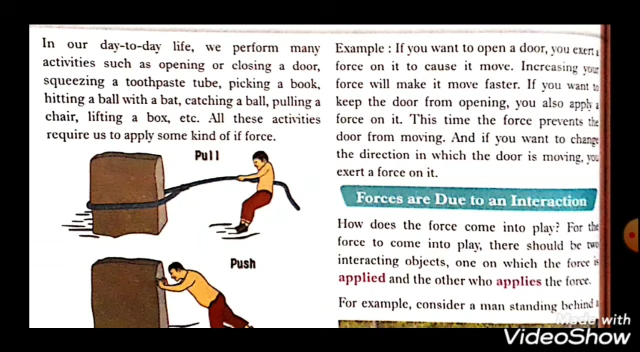 In our day-to-day life, we perform many
activities such as opening or closing a door,
squeezing a toothpaste tube, picking a book,
hitting a ball with a bat, catching a ball, pulling a
chair, lifting a box, etc. All these activities
require us to apply some kind of if force.
Pull
Push
Example : If you want to open a door, you exert a
force on it to cause it move. Increasing your
force will make it move faster. If you want to
keep the door from opening, you also apply a
force on it. This time the force prevents the
door from moving. And if you want to change
the direction in which the door is moving, you
exert a force on it.
Forces are Due to an Interaction
How does the force come into play? For the
force to come into play, there should be two
interacting objects, one on which the force is
applied and the other who applies the force.
For example, consider a man standing behind a
Made with
VideoShow